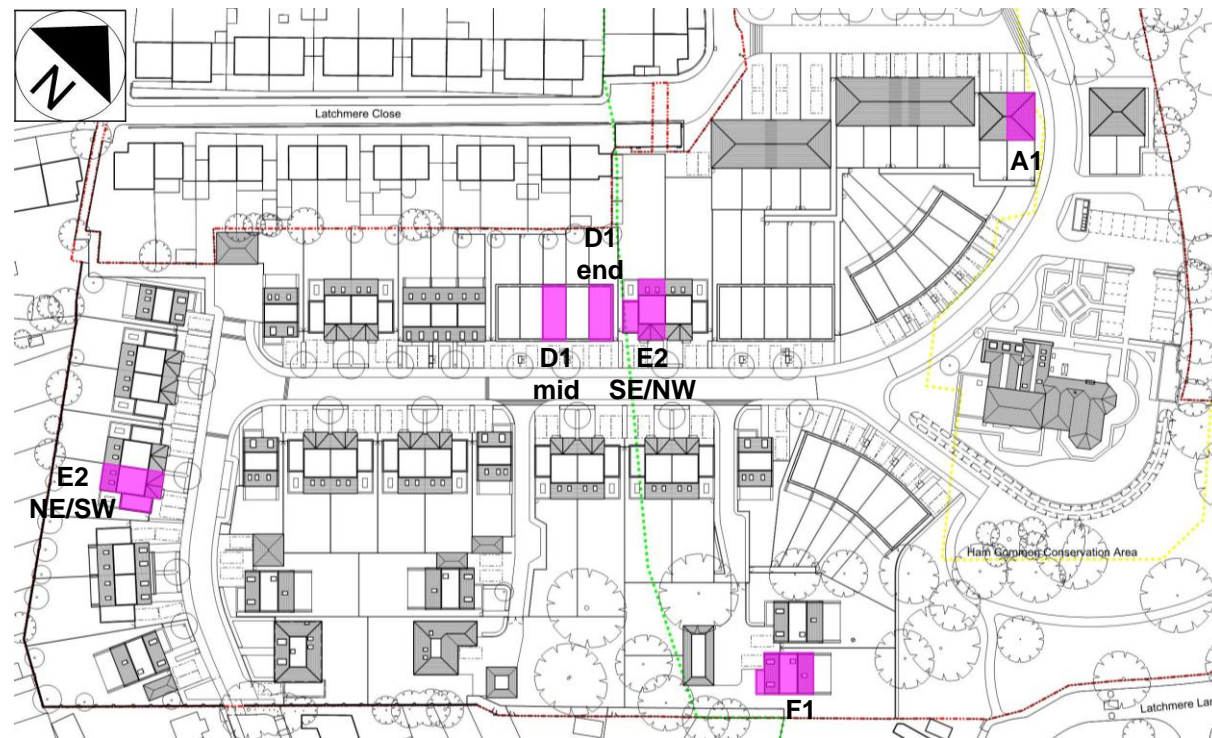 N
Latchmere Close
A1
D1
end
D1
mid
E2
SE/NW
E2
NE/SW
Ham Common Conservation Area
F1
Latchmere Lan